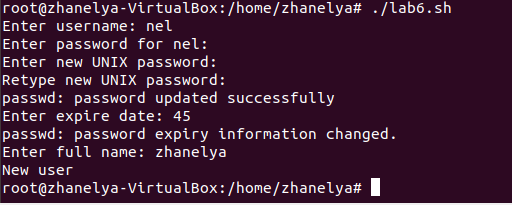 root@zhanelya-VirtualBox:/home/zhanelya# ./lab6.sh
Enter username: nel
Enter password for nel:
Enter new UNIX password:
Retype new UNIX password:
passwd: password updated successfully
Enter expire date: 45
passwd: password expiry information changed.
Enter full name: zhanelya
New user
root@zhanelya-VirtualBox:/home/zhanelya#